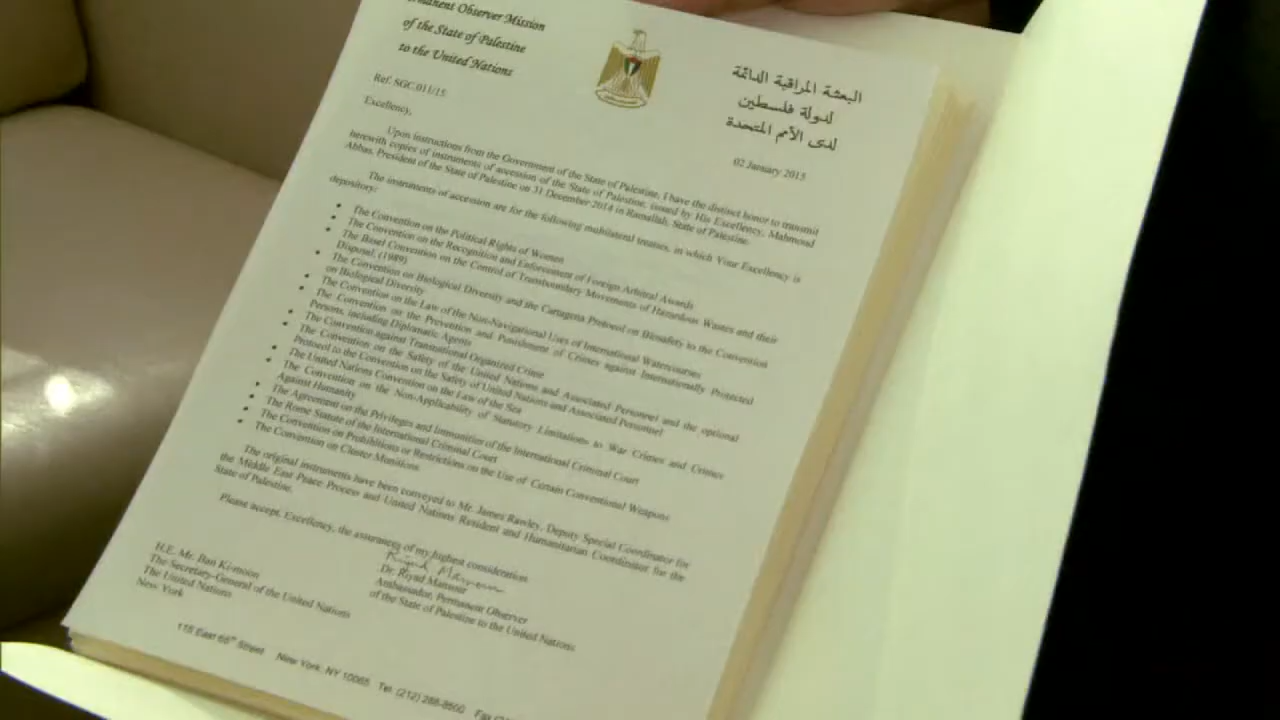 Permanent Observer Mission
of the State of Palestine
to the United Nations
البعثة المراقبة الدائمة
لدولة فلسطين
لدى الأمم المتحدة
Ref. SGC.011/15
02 January 2015
Excellency,
Upon instructions from the Government of the State of Palestine, I have the distinct honor to transmit
herewith copies of instruments of accession of the State of Palestine, issued by His Excellency, Mahmoud
Abbas, President of the State of Palestine on 31 December 2014 in Ramallah, State of Palestine.
The instruments of accession are for the following multilateral treaties, in which Your Excellency is
depository:
• The Convention on the Political Rights of Women
• The Convention on the Recognition and Enforcement of Foreign Arbitral Awards
• The Basel Convention on the Control of Transboundary Movements of Hazardous Wastes and their
Disposal, (1989)
• The Convention on Biological Diversity and the Cartagena Protocol on Biosafety to the Convention
on Biological Diversity
• The Convention on the Law of the Non-Navigational Uses of International Watercourses
• The Convention on the Prevention and Punishment of Crimes against Internationally Protected
Persons, including Diplomatic Agents
• The Convention against Transnational Organized Crime
• The Convention on the Safety of the United Nations and Associated Personnel and the optional
Protocol to the Convention on the Safety of United Nations and Associated Personnel
• The United Nations Convention on the Law of the Sea
• The Convention on the Non-Applicability of Statutory Limitations to War Crimes and Crimes
Against Humanity
• The Agreement on the Privileges and Immunities of the International Criminal Court
• The Rome Statute of the International Criminal Court
• The Convention on Prohibitions or Restrictions on the Use of Certain Conventional Weapons
• The Convention on Cluster Munitions
The original instruments have been conveyed to Mr. James Rawley, Deputy Special Coordinator for
the Middle East Peace Process and United Nations Resident and Humanitarian Coordinator for the
State of Palestine.
Please accept, Excellency, the assurances of my highest consideration.
Riyad Mansour
Dr. Riyad Mansour
Ambassador, Permanent Observer
of the State of Palestine to the United Nations
H.E. Mr. Ban Ki-moon
The Secretary-General of the United Nations
The United Nations
New York
115 East 65th Street New York, NY 10065 Tel: (212) 288-8500 Fax (2